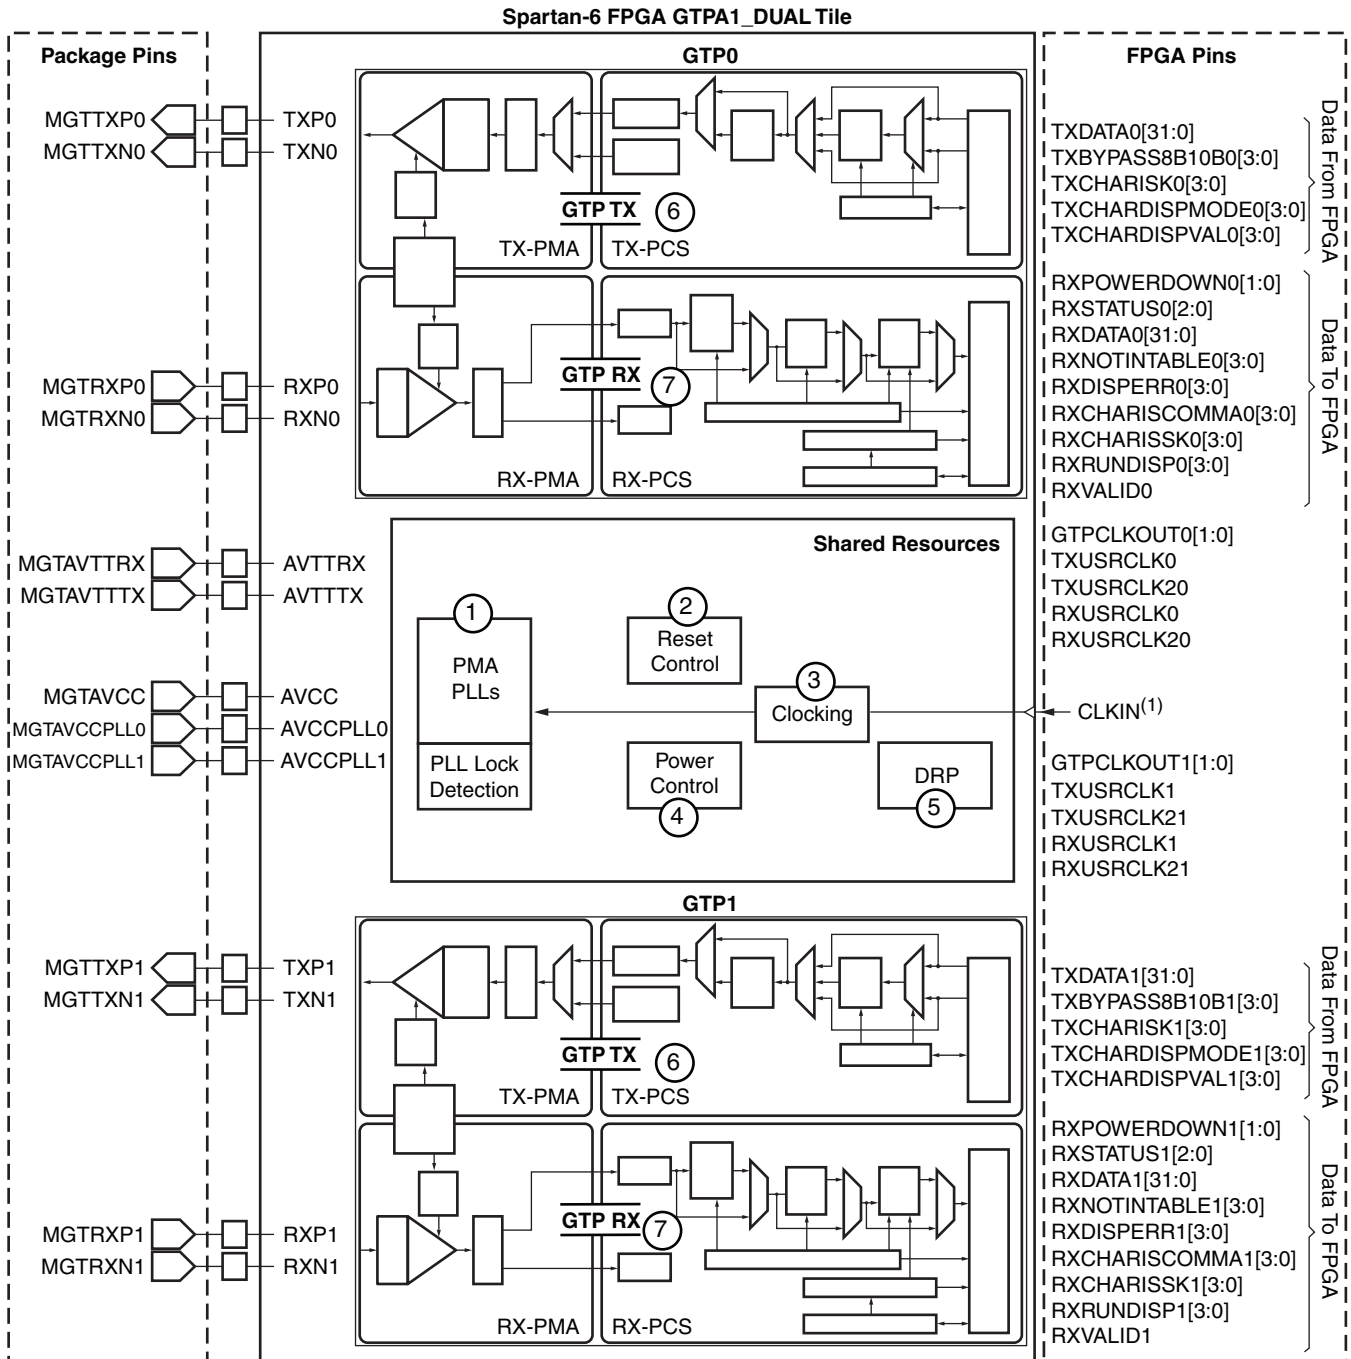 Spartan-6 FPGA GTPA1_DUAL Tile
Package Pins
GTP0
FPGA Pins
MGTTXP0
TXP0
MGTTXN0
TXN0
GTP TX
6
TX-PMA
TX-PCS
TXDATA0[31:0]
TXBYPASS8B10B0[3:0]
TXCHARISK0[3:0]
TXCHARDISPMODE0[3:0]
TXCHARDISPVAL0[3:0]
Data From FPGA
MGTRXP0
RXP0
MGTRXN0
RXN0
GTP RX
7
RX-PMA
RX-PCS
RXPOWERDOWN0[1:0]
RXSTATUS0[2:0]
RXDATA0[31:0]
RXNOTINTABLE0[3:0]
RXDISPERR0[3:0]
RXCHARISCOMMA0[3:0]
RXCHARISSK0[3:0]
RXRUNDISP0[3:0]
RXVALID0
Data To FPGA
MGTAVTTRX
AVTTRX
MGTAVTTTX
AVTTTX
MGTAVCC
AVCC
MGTAVCCPLL0
AVCCPLL0
MGTAVCCPLL1
AVCCPLL1
Shared Resources
1
PMA
PLLs
PLL Lock
Detection
2
Reset
Control
3
Clocking
Power
Control
4
DRP
5
GTPCLKOUT0[1:0]
TXUSRCLK0
TXUSRCLK20
RXUSRCLK0
RXUSRCLK20
CLKIN(1)
GTPCLKOUT1[1:0]
TXUSRCLK1
TXUSRCLK21
RXUSRCLK1
RXUSRCLK21
GTP1
MGTTXP1
TXP1
MGTTXN1
TXN1
GTP TX
6
TX-PMA
TX-PCS
TXDATA1[31:0]
TXBYPASS8B10B1[3:0]
TXCHARISK1[3:0]
TXCHARDISPMODE1[3:0]
TXCHARDISPVAL1[3:0]
Data From FPGA
MGTRXP1
RXP1
MGTRXN1
RXN1
GTP RX
7
RX-PMA
RX-PCS
RXPOWERDOWN1[1:0]
RXSTATUS1[2:0]
RXDATA1[31:0]
RXNOTINTABLE1[3:0]
RXDISPERR1[3:0]
RXCHARISCOMMA1[3:0]
RXCHARISSK1[3:0]
RXRUNDISP1[3:0]
RXVALID1
Data To FPGA